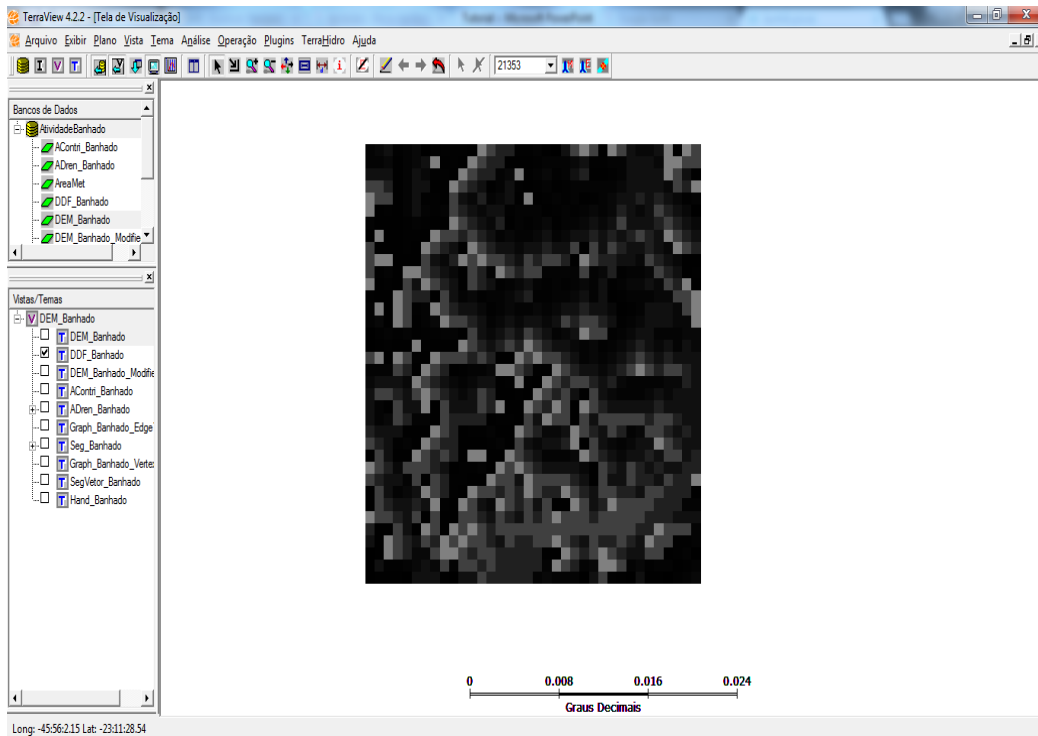 TerraView 4.2.2 - [Tela de Visualização]
Arquivo Exibir Plano Vista Tema Análise Operação Plugins TerraHidro Ajuda
I V T 21353
Bancos de Dados
AtividadeBanhado
AContri_Banhado
ADren_Banhado
AreaMet
DDF_Banhado
DEM_Banhado
DEM_Banhado_Modifie
Vistas/Temas
V DEM_Banhado
T DEM_Banhado
T DDF_Banhado
T DEM_Banhado_Modifie
T AContri_Banhado
T ADren_Banhado
T Graph_Banhado_Edge
T Seg_Banhado
T Graph_Banhado_Verte
T SegVetor_Banhado
T Hand_Banhado
0 0.008 0.016 0.024
Graus Decimais
Long: -45:56:2.15 Lat: -23:11:28.54